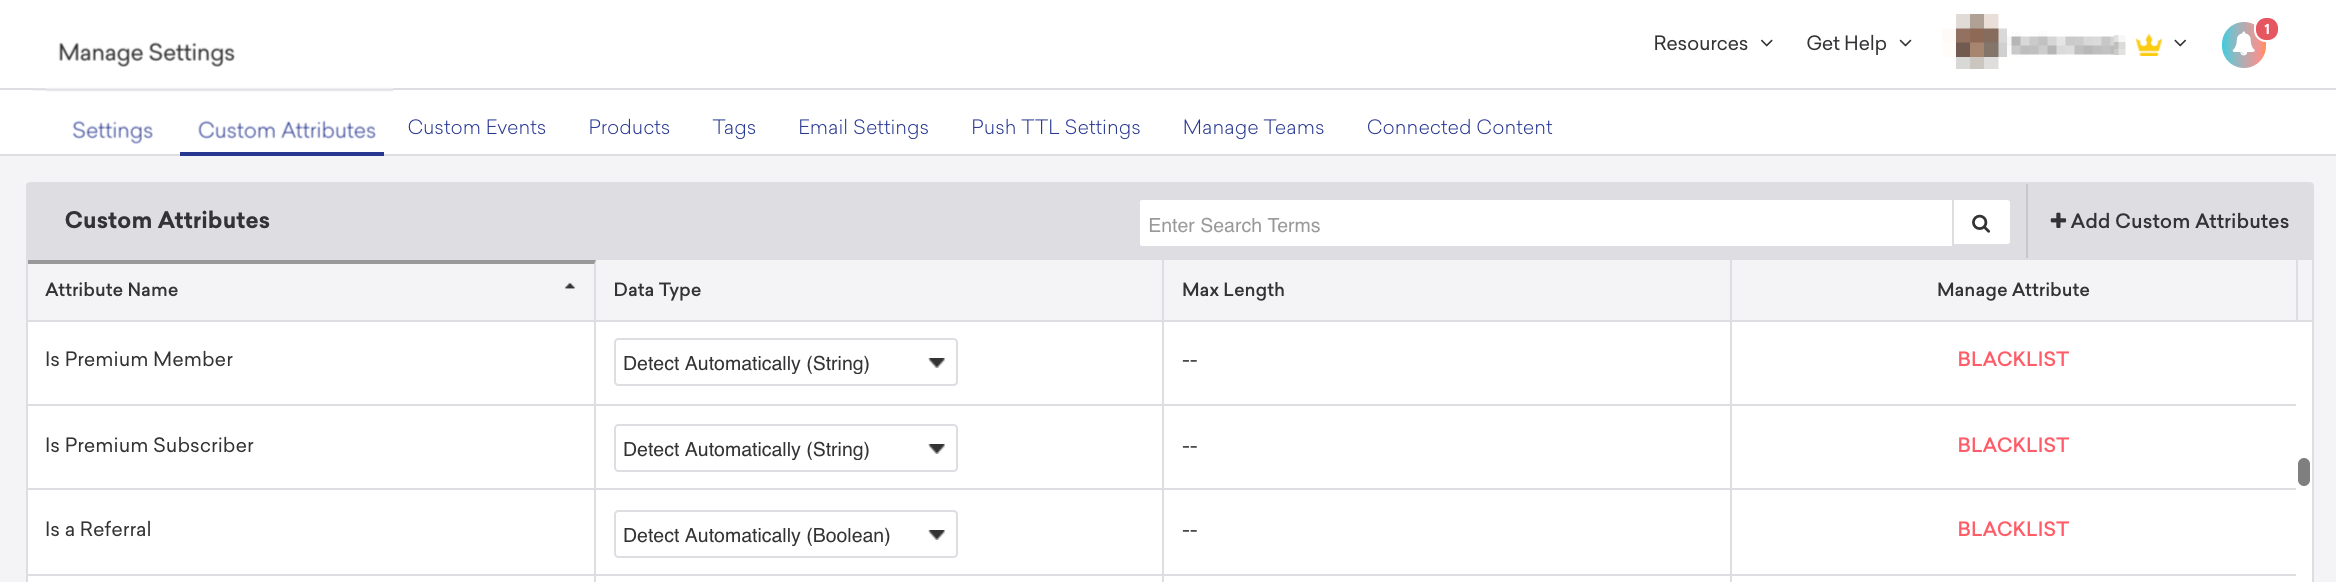 Manage Settings
Resources
Get Help
1
Settings
Custom Attributes
Custom Events
Products
Tags
Email Settings
Push TTL Settings
Manage Teams
Connected Content
Custom Attributes
Enter Search Terms
+ Add Custom Attributes
Attribute Name
Data Type
Max Length
Manage Attribute
Is Premium Member
Detect Automatically (String)
--
BLACKLIST
Is Premium Subscriber
Detect Automatically (String)
--
BLACKLIST
Is a Referral
Detect Automatically (Boolean)
--
BLACKLIST